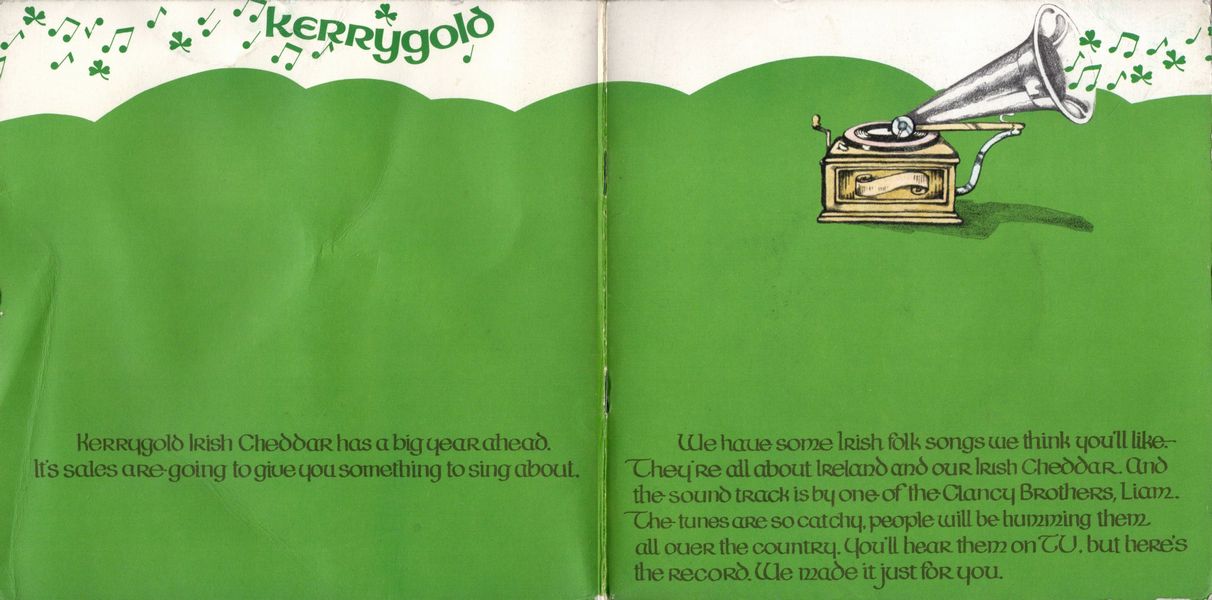 Kerrygold
Kerrygold Irish Cheddar has a big year ahead.
It's sales are going to give you something to sing about.
We have some Irish folk songs we think you'll like.
They're all about Ireland and our Irish Cheddar. And
the sound track is by one of the Clancy Brothers, Liam.
The tunes are so catchy, people will be humming them
all over the country. You'll hear them on TV, but here's
the record. We made it just for you.